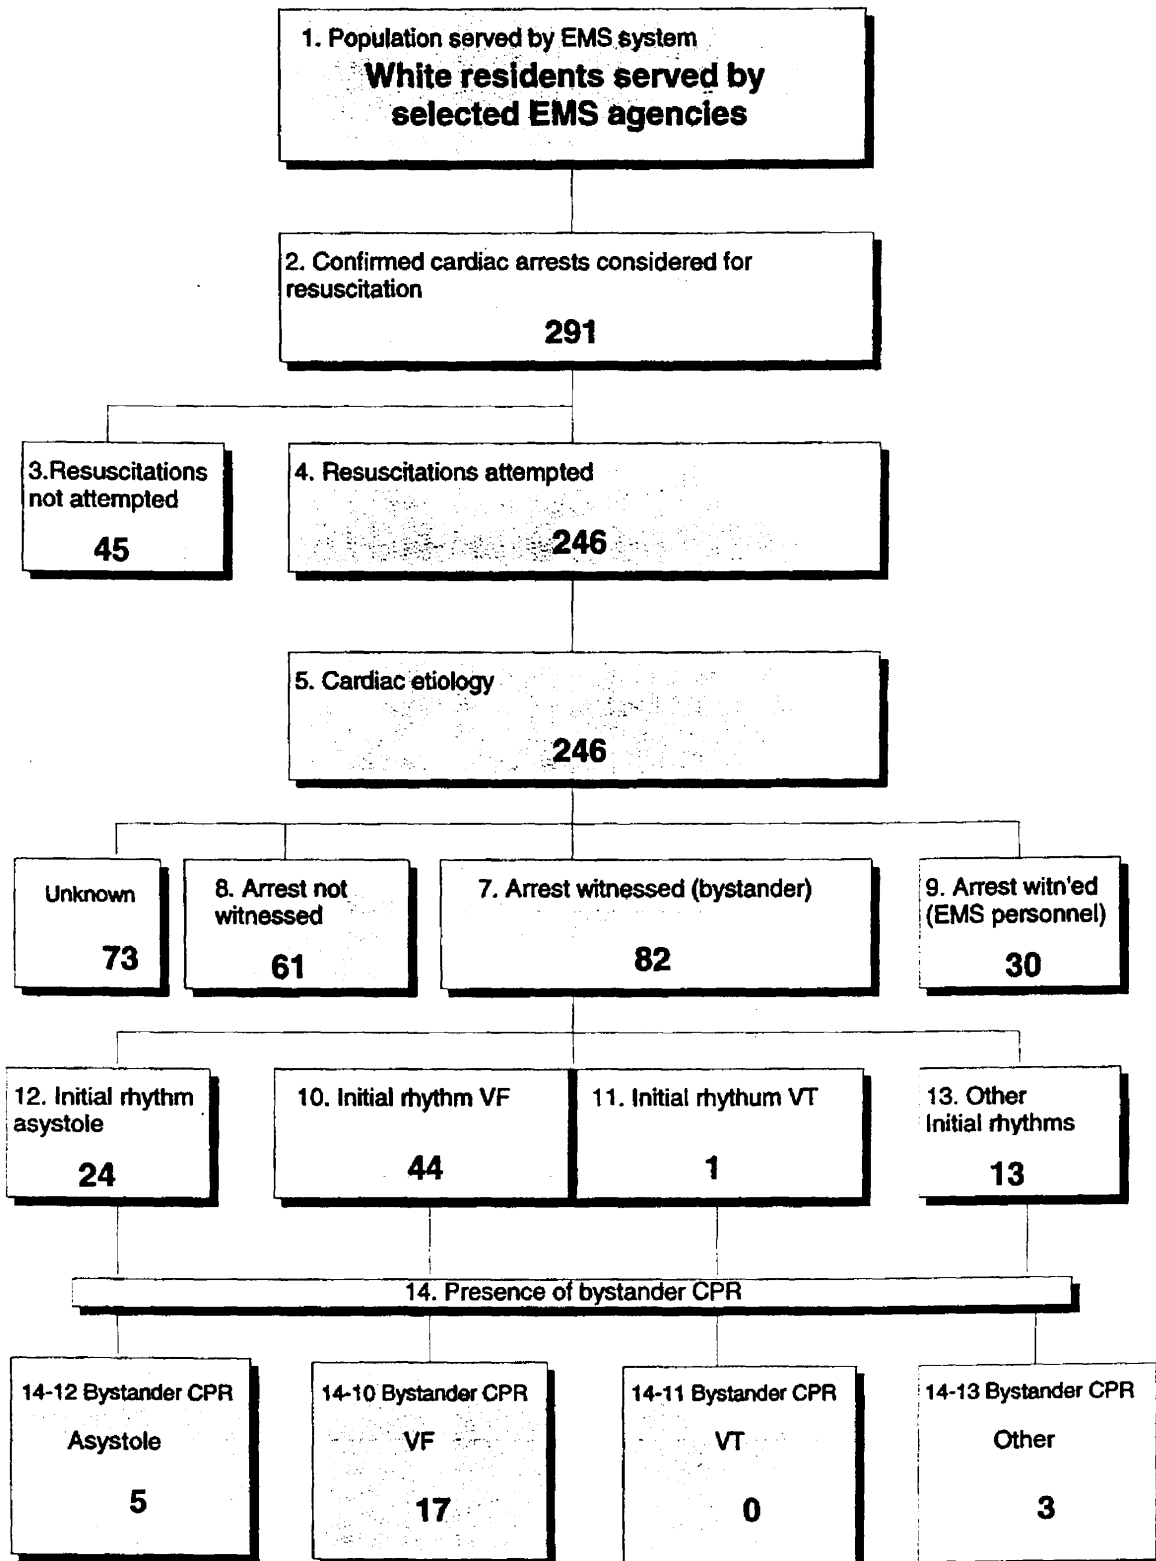 1. Population served by EMS system
White residents served by
selected EMS agencies
2. Confirmed cardiac arrests considered for
resuscitation
291
3.Resuscitations
not attempted
45
4. Resuscitations attempted
246
5. Cardiac etiology
246
Unknown
73
8. Arrest not
witnessed
61
7. Arrest witnessed (bystander)
82
9. Arrest witn'ed
(EMS personnel)
30
12. Initial rhythm
asystole
24
10. Initial rhythm VF
44
11. Initial rhythum VT
1
13. Other
Initial rhythms
13
14. Presence of bystander CPR
14-12 Bystander CPR
Asystole
5
14-10 Bystander CPR
VF
17
14-11 Bystander CPR
VT
0
14-13 Bystander CPR
Other
3